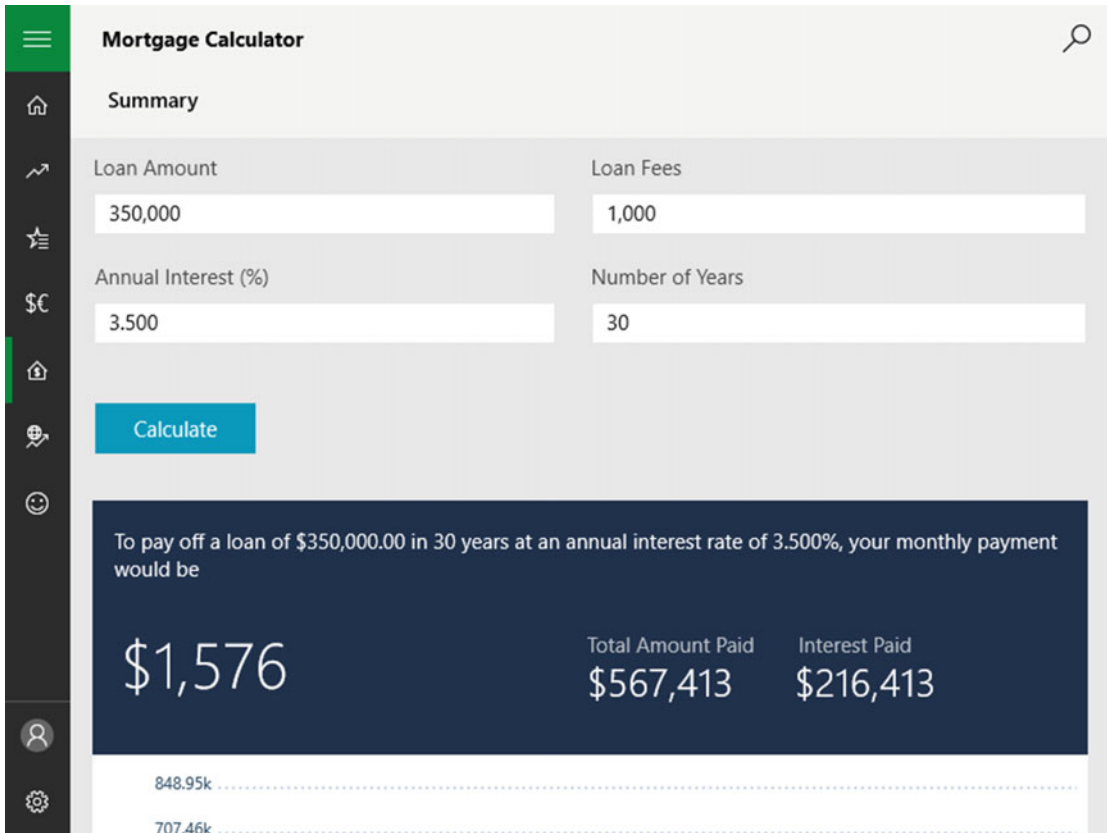 Mortgage Calculator
Summary
Loan Amount
Loan Fees
350,000
1,000
Annual Interest (%)
Number of Years
3.500
30
$€
Calculate
To pay off a loan of $350,000.00 in 30 years at an annual interest rate of 3.500%, your monthly payment
would be
$1,576
Total Amount Paid
Interest Paid
$567,413
$216,413
848.95k
707.46k